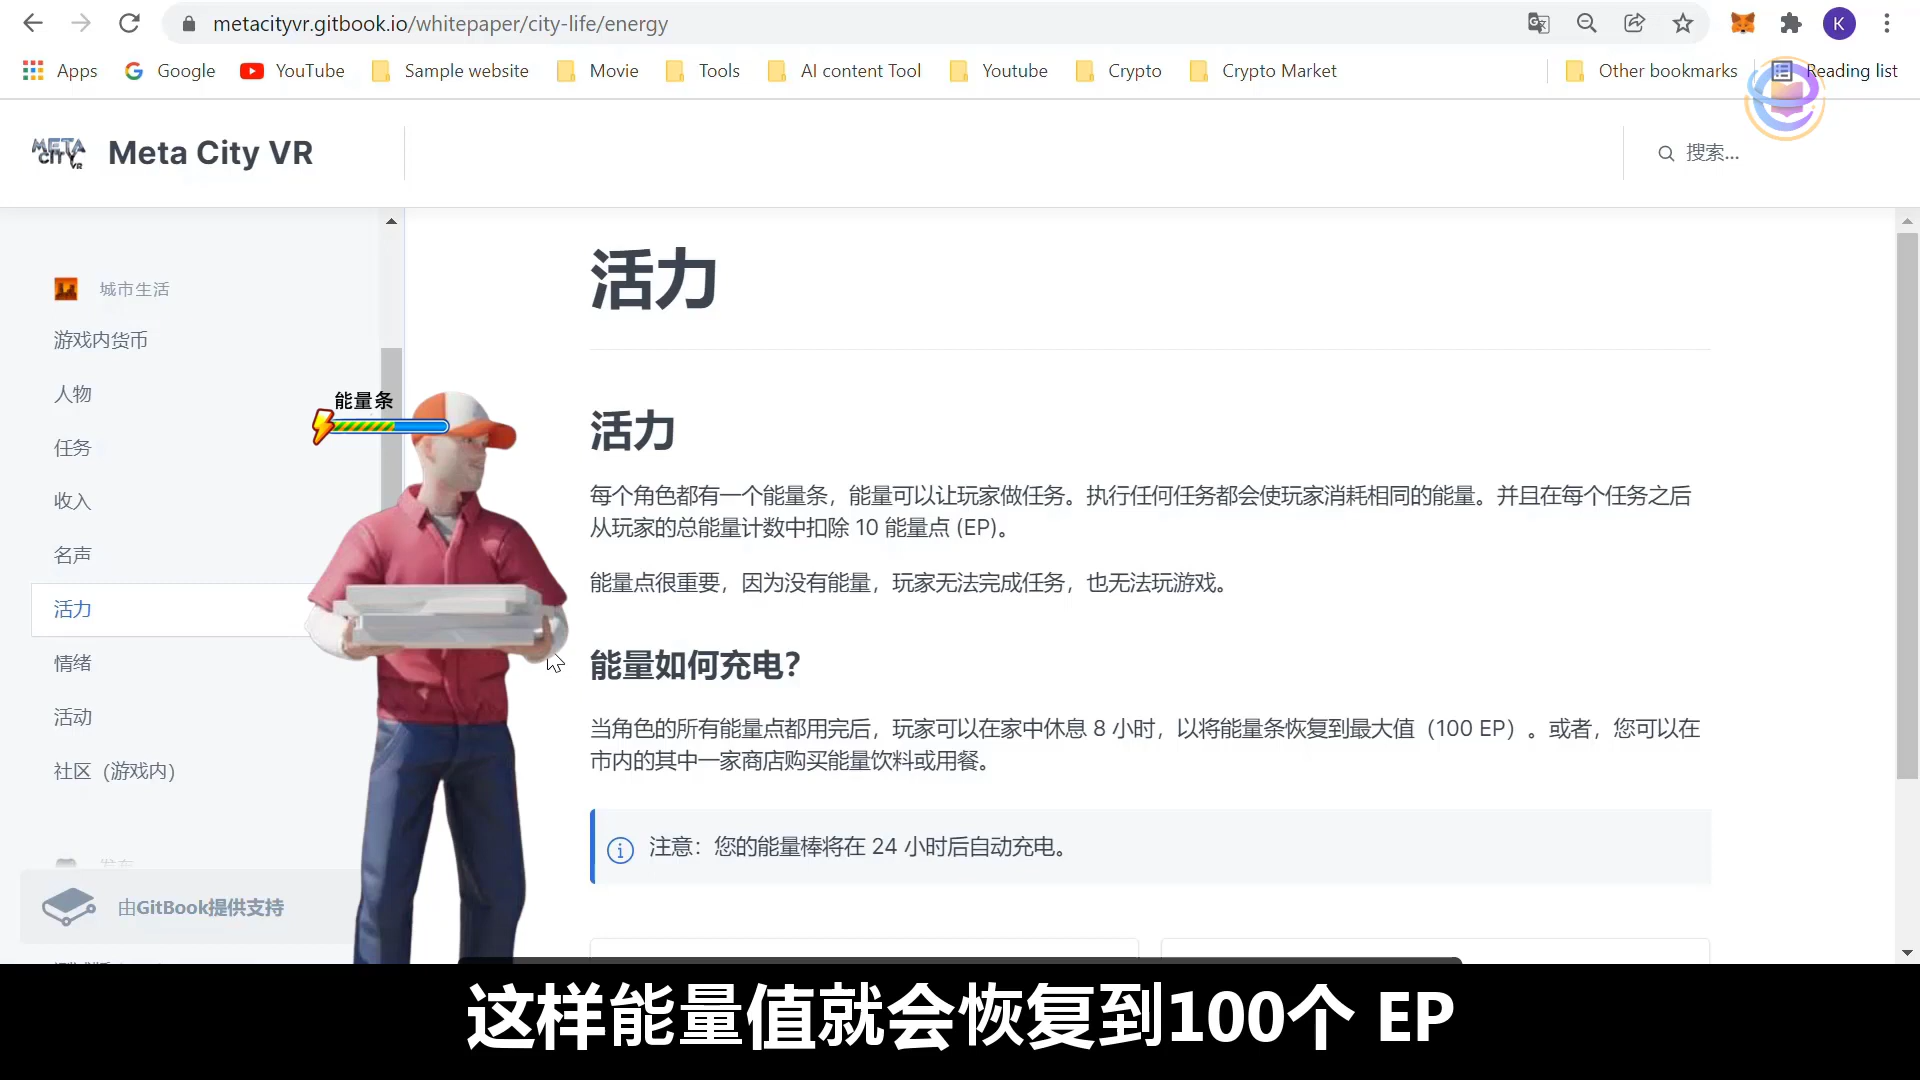 metacityvr.gitbook.io/whitepaper/city-life/energy
K
Apps
Google
YouTube
Sample website
Movie
Tools
AI content Tool
Youtube
Crypto
Crypto Market
Other bookmarks
Reading list
META CITY VR
Meta City VR
搜索...
城市生活
游戏内货币
人物
任务
收入
名声
活力
情绪
活动
社区（游戏内）
发布
由GitBook提供支持
能量条
活力
活力
每个角色都有一个能量条，能量可以让玩家做任务。执行任何任务都会使玩家消耗相同的能量。并且在每个任务之后
从玩家的总能量计数中扣除 10 能量点 (EP)。
能量点很重要，因为没有能量，玩家无法完成任务，也无法玩游戏。
能量如何充电？
当角色的所有能量点都用完后，玩家可以在家中休息 8 小时，以将能量条恢复到最大值（100 EP）。或者，您可以在
市内的其中一家商店购买能量饮料或用餐。
注意：您的能量棒将在 24 小时后自动充电。
这样能量值就会恢复到100个 EP